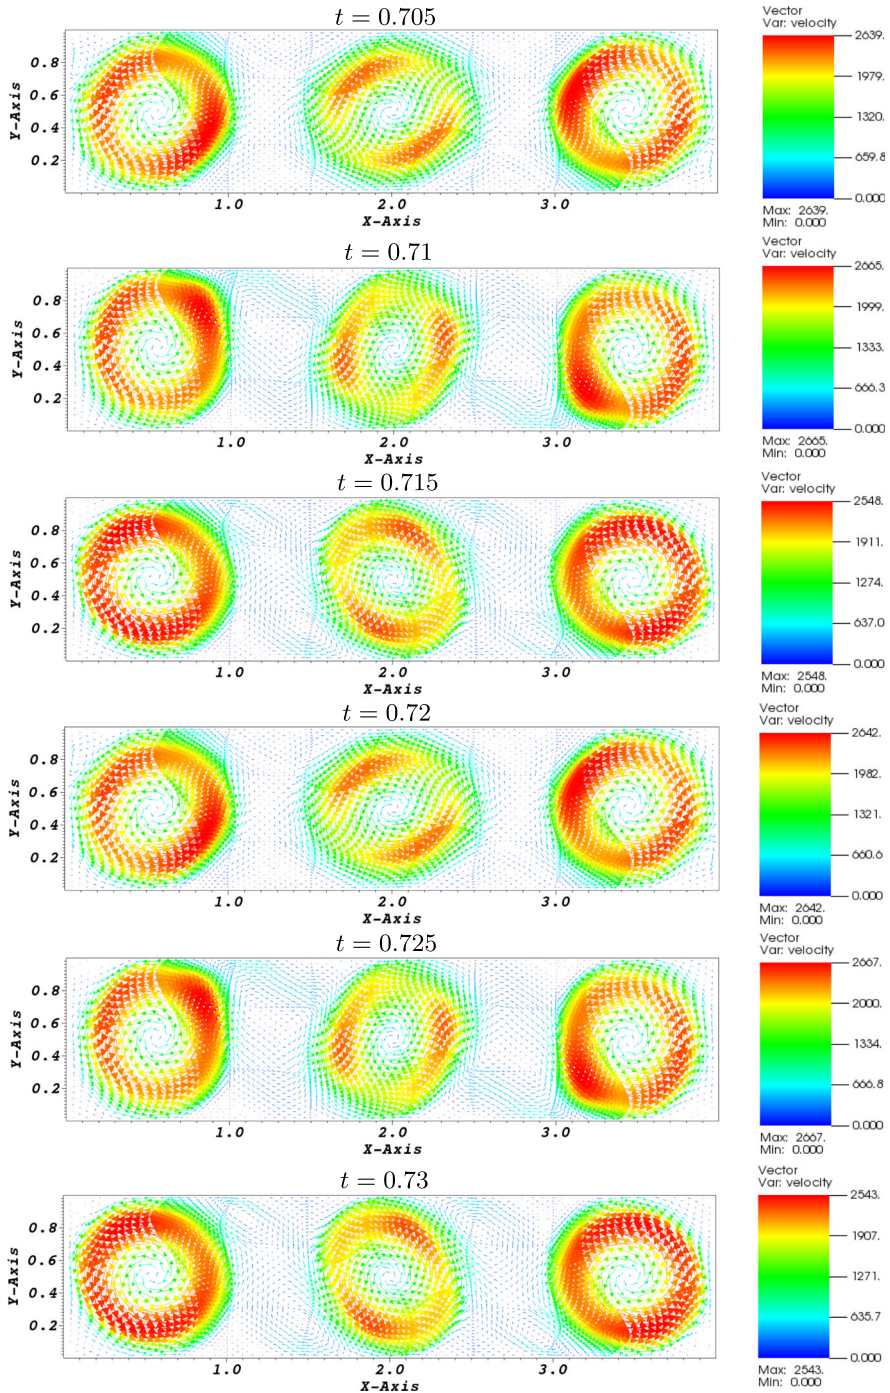 t = 0.705
Vector
Var: velocity
2639.
1979.
1320.
659.8
0.000
Max: 2639.
Min: 0.000
Y-Axis
0.8
0.6
0.4
0.2
1.0
2.0
3.0
X-Axis
t = 0.71
Vector
Var: velocity
2665.
1999.
1333.
666.3
0.000
Max: 2665.
Min: 0.000
Y-Axis
0.8
0.6
0.4
0.2
1.0
2.0
3.0
X-Axis
t = 0.715
Vector
Var: velocity
2548.
1911.
1274.
637.0
0.000
Max: 2548.
Min: 0.000
Y-Axis
0.8
0.6
0.4
0.2
1.0
2.0
3.0
X-Axis
t = 0.72
Vector
Var: velocity
2642.
1982.
1321.
660.6
0.000
Max: 2642.
Min: 0.000
Y-Axis
0.8
0.6
0.4
0.2
1.0
2.0
3.0
X-Axis
t = 0.725
Vector
Var: velocity
2667.
2000.
1334.
666.8
0.000
Max: 2667.
Min: 0.000
Y-Axis
0.8
0.6
0.4
0.2
1.0
2.0
3.0
X-Axis
t = 0.73
Vector
Var: velocity
2543.
1907.
1271.
635.7
0.000
Max: 2543.
Min: 0.000
Y-Axis
0.8
0.6
0.4
0.2
1.0
2.0
3.0
X-Axis